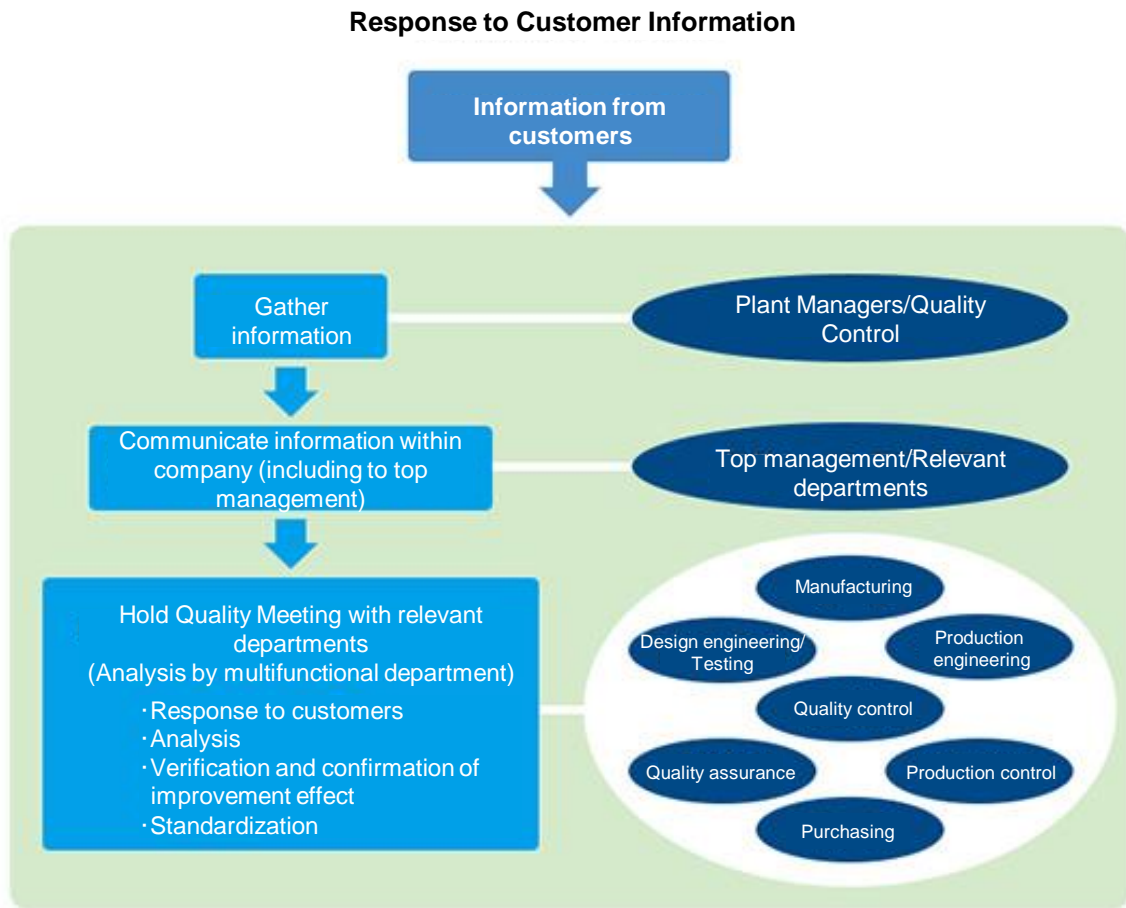 Response to Customer Information
Information from
customers
Gather
information
Plant Managers/Quality
Control
Communicate information within
company (including to top
management)
Top management/Relevant
departments
Hold Quality Meeting with relevant
departments
(Analysis by multifunctional department)
・Response to customers
・Analysis
・Verification and confirmation of
improvement effect
・Standardization
Manufacturing
Design engineering/
Testing
Production
engineering
Quality control
Quality assurance
Production control
Purchasing